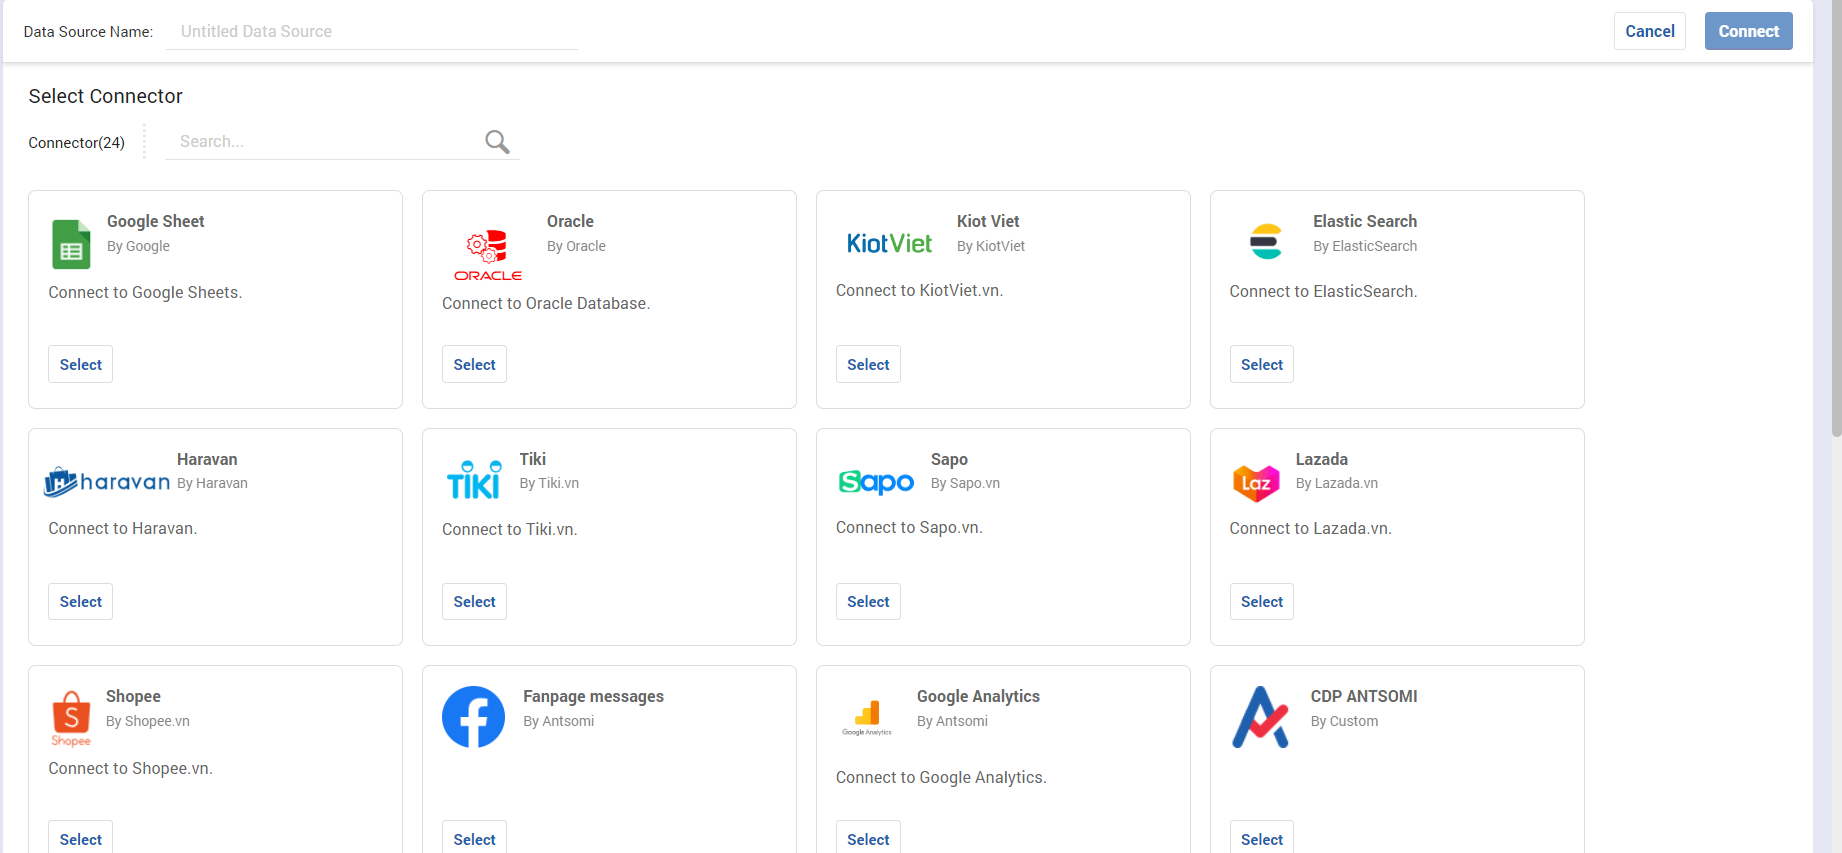 Data Source Name: Untitled Data Source Cancel Connect
Select Connector
Connector(24) Search...
Google Sheet
By Google
Connect to Google Sheets.
Select
ORACLE
Oracle
By Oracle
Connect to Oracle Database.
Select
KiotViet
Kiot Viet
By KiotViet
Connect to KiotViet.vn.
Select
Elastic Search
By ElasticSearch
Connect to ElasticSearch.
Select
haravan
Haravan
By Haravan
Connect to Haravan.
Select
TIKI
Tiki
By Tiki.vn
Connect to Tiki.vn.
Select
Sapo
Sapo
By Sapo.vn
Connect to Sapo.vn.
Select
Laz
Lazada
By Lazada.vn
Connect to Lazada.vn.
Select
S
Shopee
Shopee
By Shopee.vn
Connect to Shopee.vn.
Select
f
Fanpage messages
By Antsomi
Select
Google Analytics
Google Analytics
By Antsomi
Connect to Google Analytics.
Select
CDP ANTSOMI
By Custom
Select